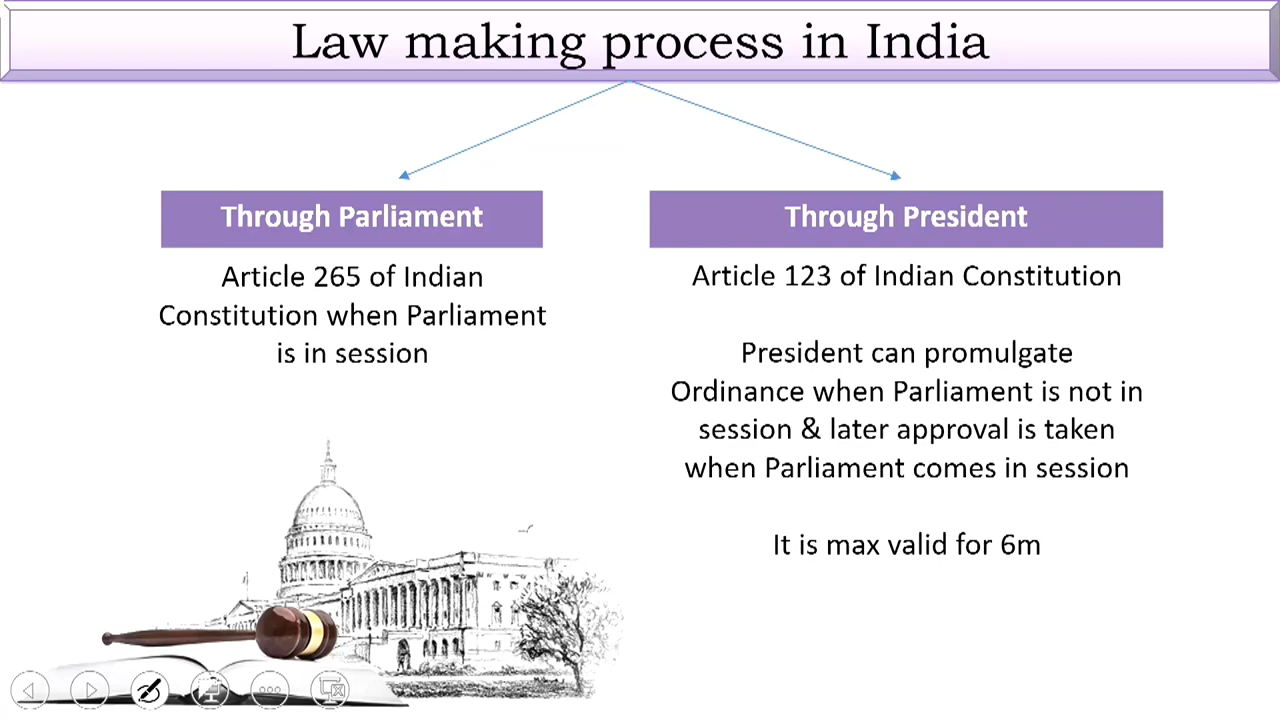 Law making process in India
Through Parliament
Article 265 of Indian
Constitution when Parliament
is in session
Through President
Article 123 of Indian Constitution
President can promulgate
Ordinance when Parliament is not in
session & later approval is taken
when Parliament comes in session
It is max valid for 6m